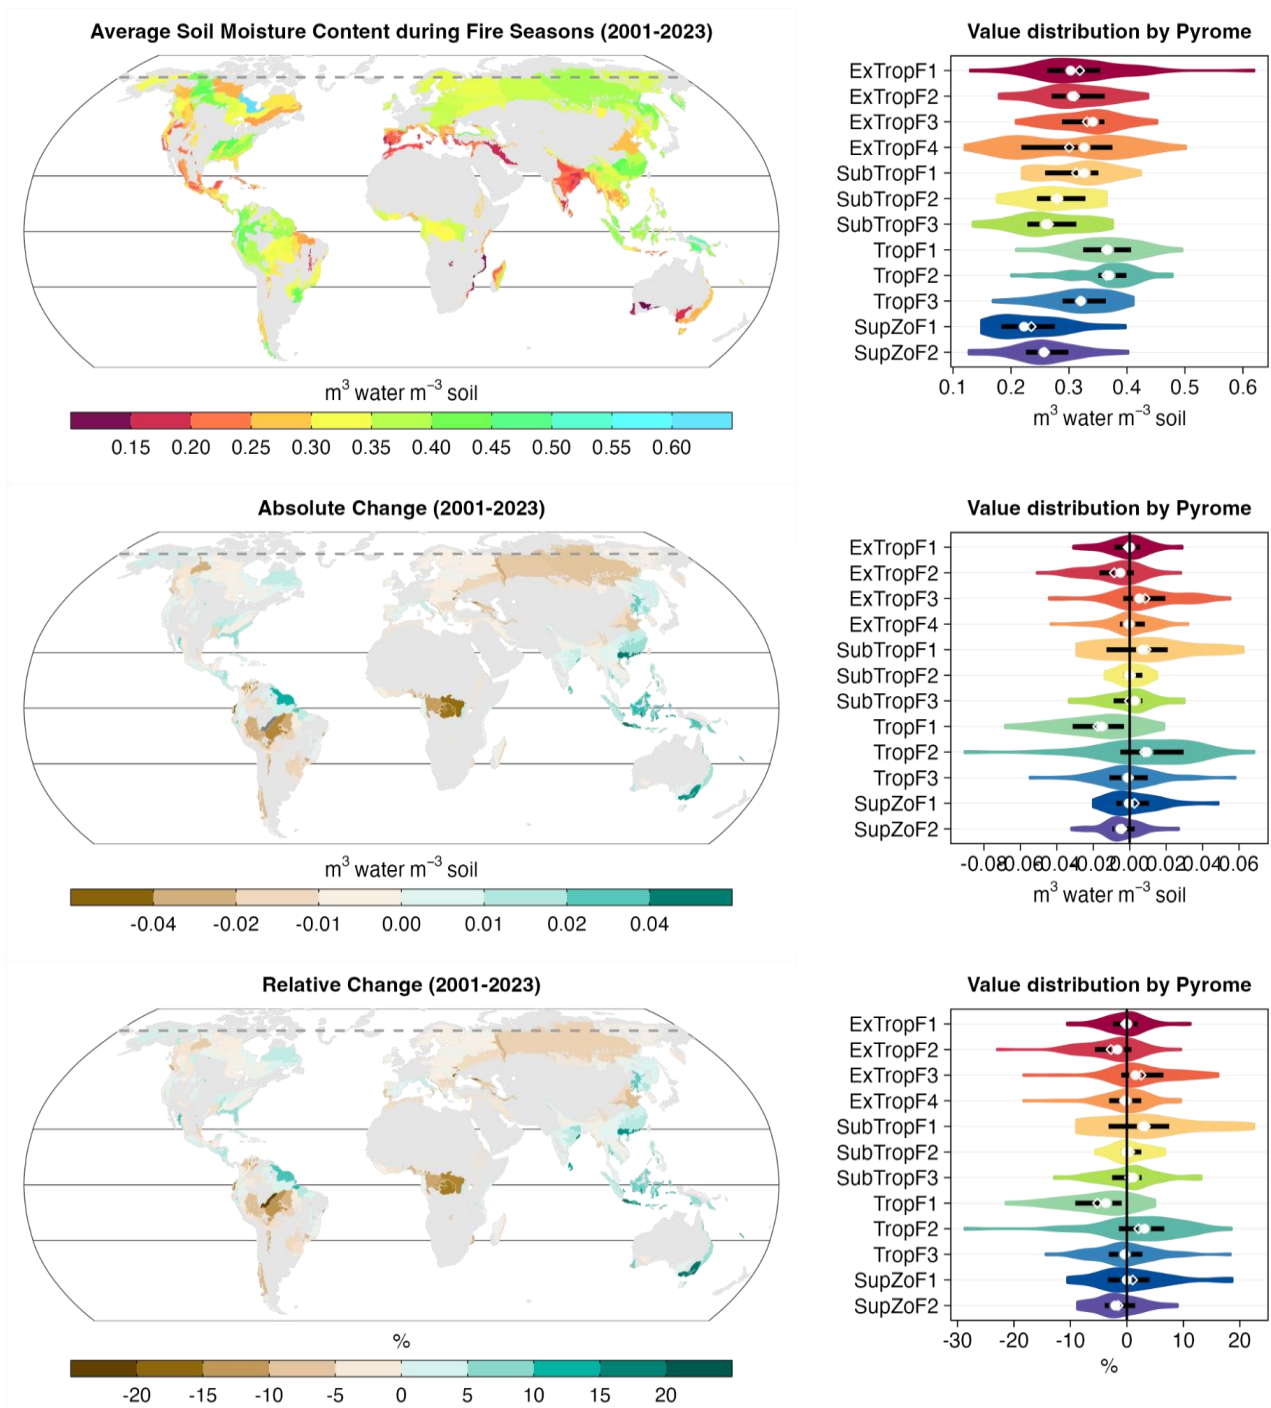 Average Soil Moisture Content during Fire Seasons (2001-2023)
m³ water m⁻³ soil
0.15 0.20 0.25 0.30 0.35 0.40 0.45 0.50 0.55 0.60
Value distribution by Pyrome
ExTropF1
ExTropF2
ExTropF3
ExTropF4
SubTropF1
SubTropF2
SubTropF3
TropF1
TropF2
TropF3
SupZoF1
SupZoF2
0.1 0.2 0.3 0.4 0.5 0.6
m³ water m⁻³ soil
Absolute Change (2001-2023)
m³ water m⁻³ soil
-0.04 -0.02 -0.01 0.00 0.01 0.02 0.04
Value distribution by Pyrome
ExTropF1
ExTropF2
ExTropF3
ExTropF4
SubTropF1
SubTropF2
SubTropF3
TropF1
TropF2
TropF3
SupZoF1
SupZoF2
-0.08 -0.06 -0.04 -0.02 0.00 0.02 0.04 0.06
m³ water m⁻³ soil
Relative Change (2001-2023)
%
-20 -15 -10 -5 0 5 10 15 20
Value distribution by Pyrome
ExTropF1
ExTropF2
ExTropF3
ExTropF4
SubTropF1
SubTropF2
SubTropF3
TropF1
TropF2
TropF3
SupZoF1
SupZoF2
-30 -20 -10 0 10 20
%